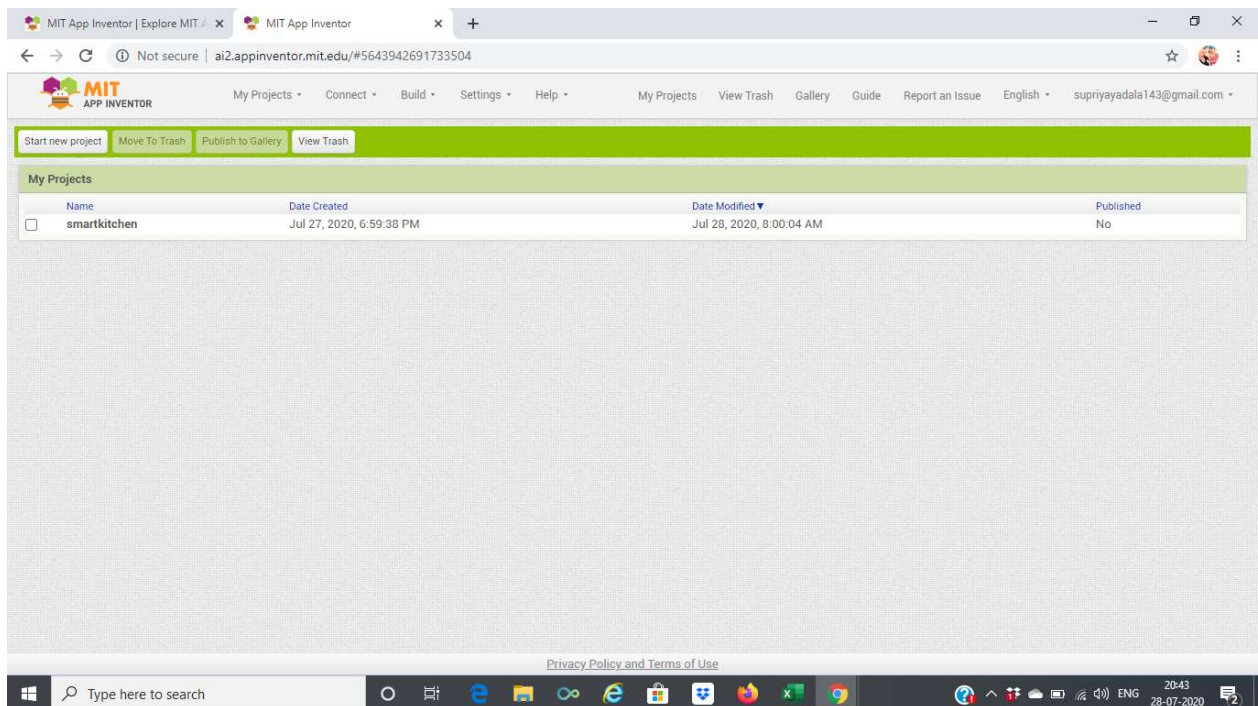 MIT App Inventor | Explore MIT A
MIT App Inventor
Not secure | ai2.appinventor.mit.edu/#5643942691733504
MIT APP INVENTOR
My Projects Connect Build Settings Help My Projects View Trash Gallery Guide Report an Issue English supriyayadala143@gmail.com
Start new project Move To Trash Publish to Gallery View Trash
My Projects
Name Date Created Date Modified Published
smartkitchen Jul 27, 2020, 6:59:38 PM Jul 28, 2020, 8:00:04 AM No
Privacy Policy and Terms of Use
Type here to search ENG 20:43
28-07-2020 2